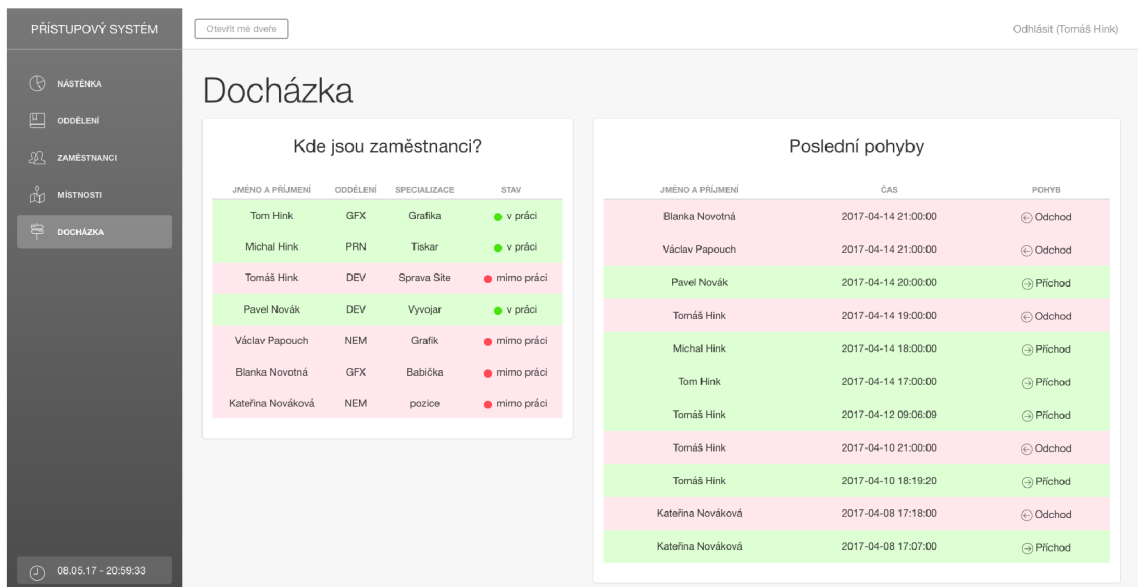 PŘÍSTUPOVÝ SYSTÉM
Otevřít mé dveře
Odhlásit (Tomáš Hink)
NÁSTĚNKA
ODDĚLENÍ
ZAMĚSTNANCI
MÍSTNOSTI
DOCHÁZKA
08.05.17 - 20:59:33
Docházka
Kde jsou zaměstnanci?
JMÉNO A PŘÍJMENÍ ODDĚLENÍ SPECIALIZACE STAV
Tom Hink GFX Grafika v práci
Michal Hink PRN Tiskar v práci
Tomáš Hink DEV Sprava Site mimo práci
Pavel Novák DEV Vyvojar v práci
Václav Papouch NEM Grafik mimo práci
Blanka Novotná GFX Babička mimo práci
Kateřina Nováková NEM pozice mimo práci
Poslední pohyby
JMÉNO A PŘÍJMENÍ ČAS POHYB
Blanka Novotná 2017-04-14 21:00:00 Odchod
Václav Papouch 2017-04-14 21:00:00 Odchod
Pavel Novák 2017-04-14 20:00:00 Příchod
Tomáš Hink 2017-04-14 19:00:00 Odchod
Michal Hink 2017-04-14 18:00:00 Příchod
Tom Hink 2017-04-14 17:00:00 Příchod
Tomáš Hink 2017-04-12 09:06:09 Příchod
Tomáš Hink 2017-04-10 21:00:00 Odchod
Tomáš Hink 2017-04-10 18:19:20 Příchod
Kateřina Nováková 2017-04-08 17:18:00 Odchod
Kateřina Nováková 2017-04-08 17:07:00 Příchod